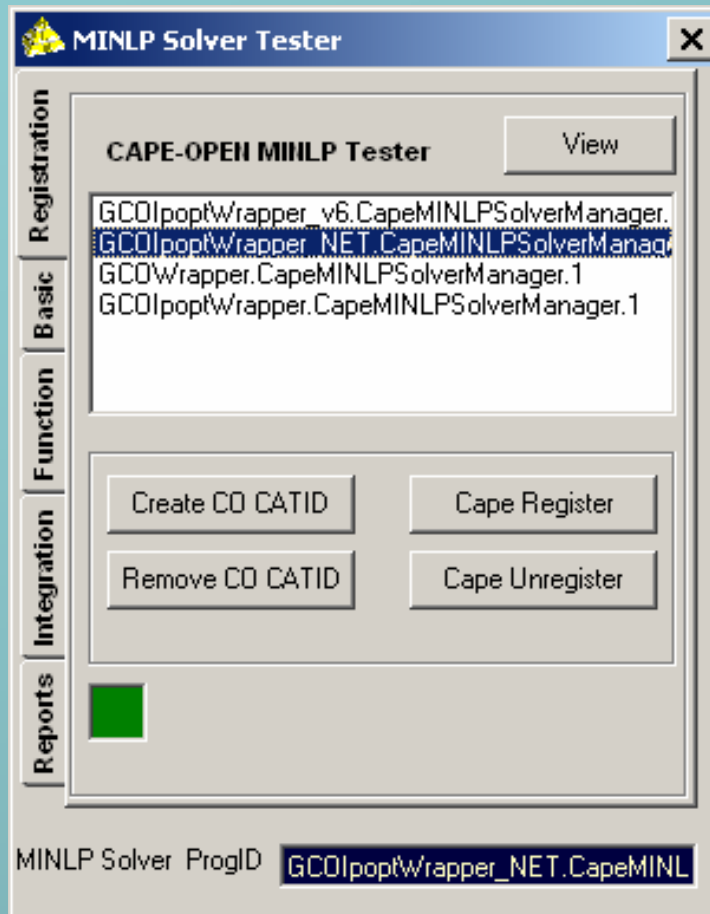 MINLP Solver Tester
Registration
Basic
Function
Integration
Reports
CAPE-OPEN MINLP Tester
View
GCOIpoptWrapper_v6.CapeMINLPSolverManager.
GCOIpoptWrapper_NET.CapeMINLPSolverManag
GCOWrapper.CapeMINLPSolverManager.1
GCOIpoptWrapper.CapeMINLPSolverManager.1
Create CO CATID
Cape Register
Remove CO CATID
Cape Unregister
MINLP Solver ProgID
GCOIpoptWrapper_NET.CapeMINL